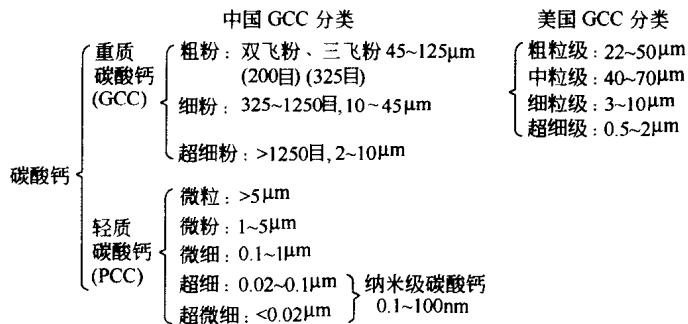 中国 GCC 分类
美国 GCC 分类
碳酸钙
重质
碳酸钙
(GCC)
粗粉：双飞粉、三飞粉 45~125μm
(200目) (325目)
细粉：325~1250目, 10~45μm
超细粉：>1250目, 2~10μm
粗粒级：22~50μm
中粒级：40~70μm
细粒级：3~10μm
超细级：0.5~2μm
轻质
碳酸钙
(PCC)
微粒：>5μm
微粉：1~5μm
微细：0.1~1μm
超细：0.02~0.1μm
超微细：<0.02μm
纳米级碳酸钙
0.1~100nm